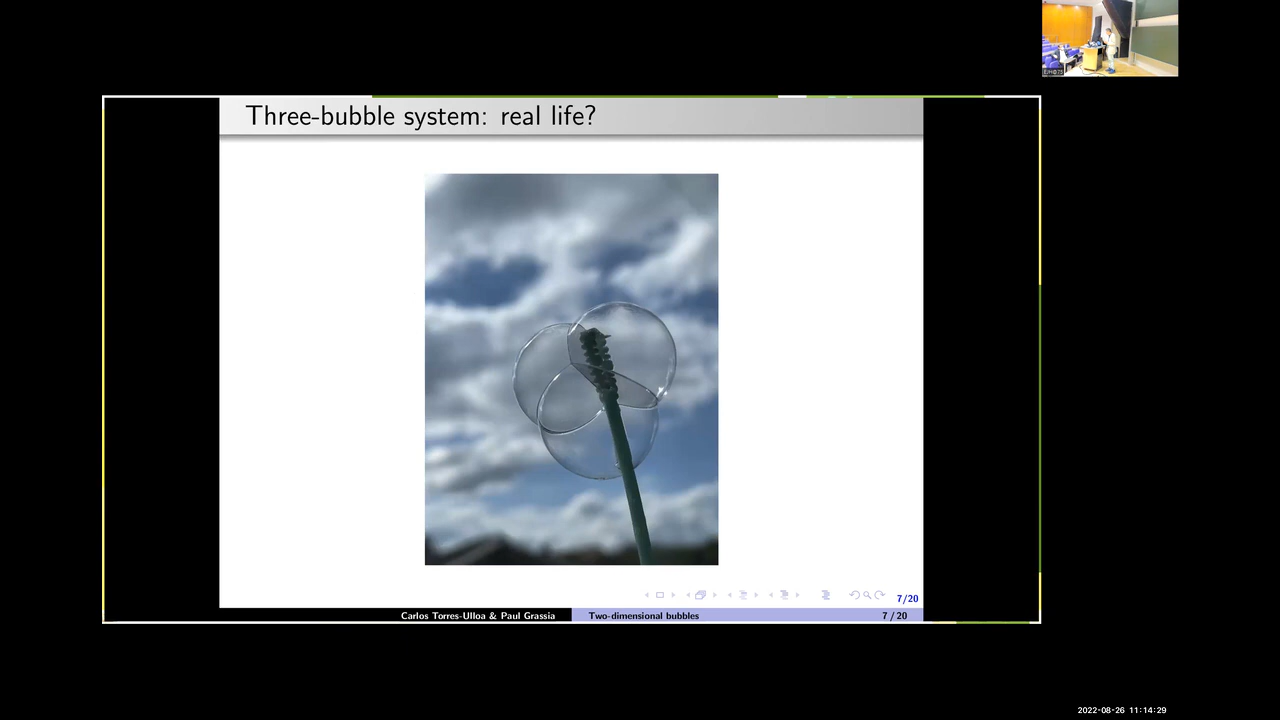 Three-bubble system: real life?
7/20
Carlos Torres-Ulloa & Paul Grassia
Two-dimensional bubbles
7 / 20
2022-08-26 11:14:29